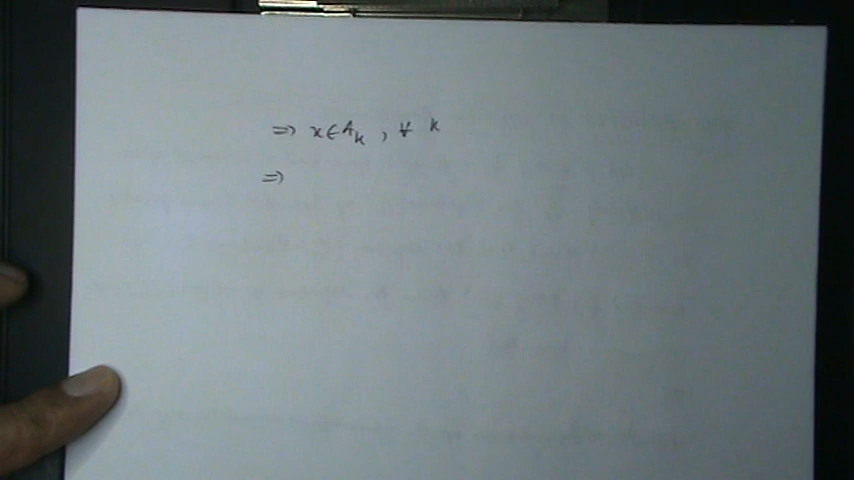 ⇒ x ∈ A_k , ∀ k
⇒